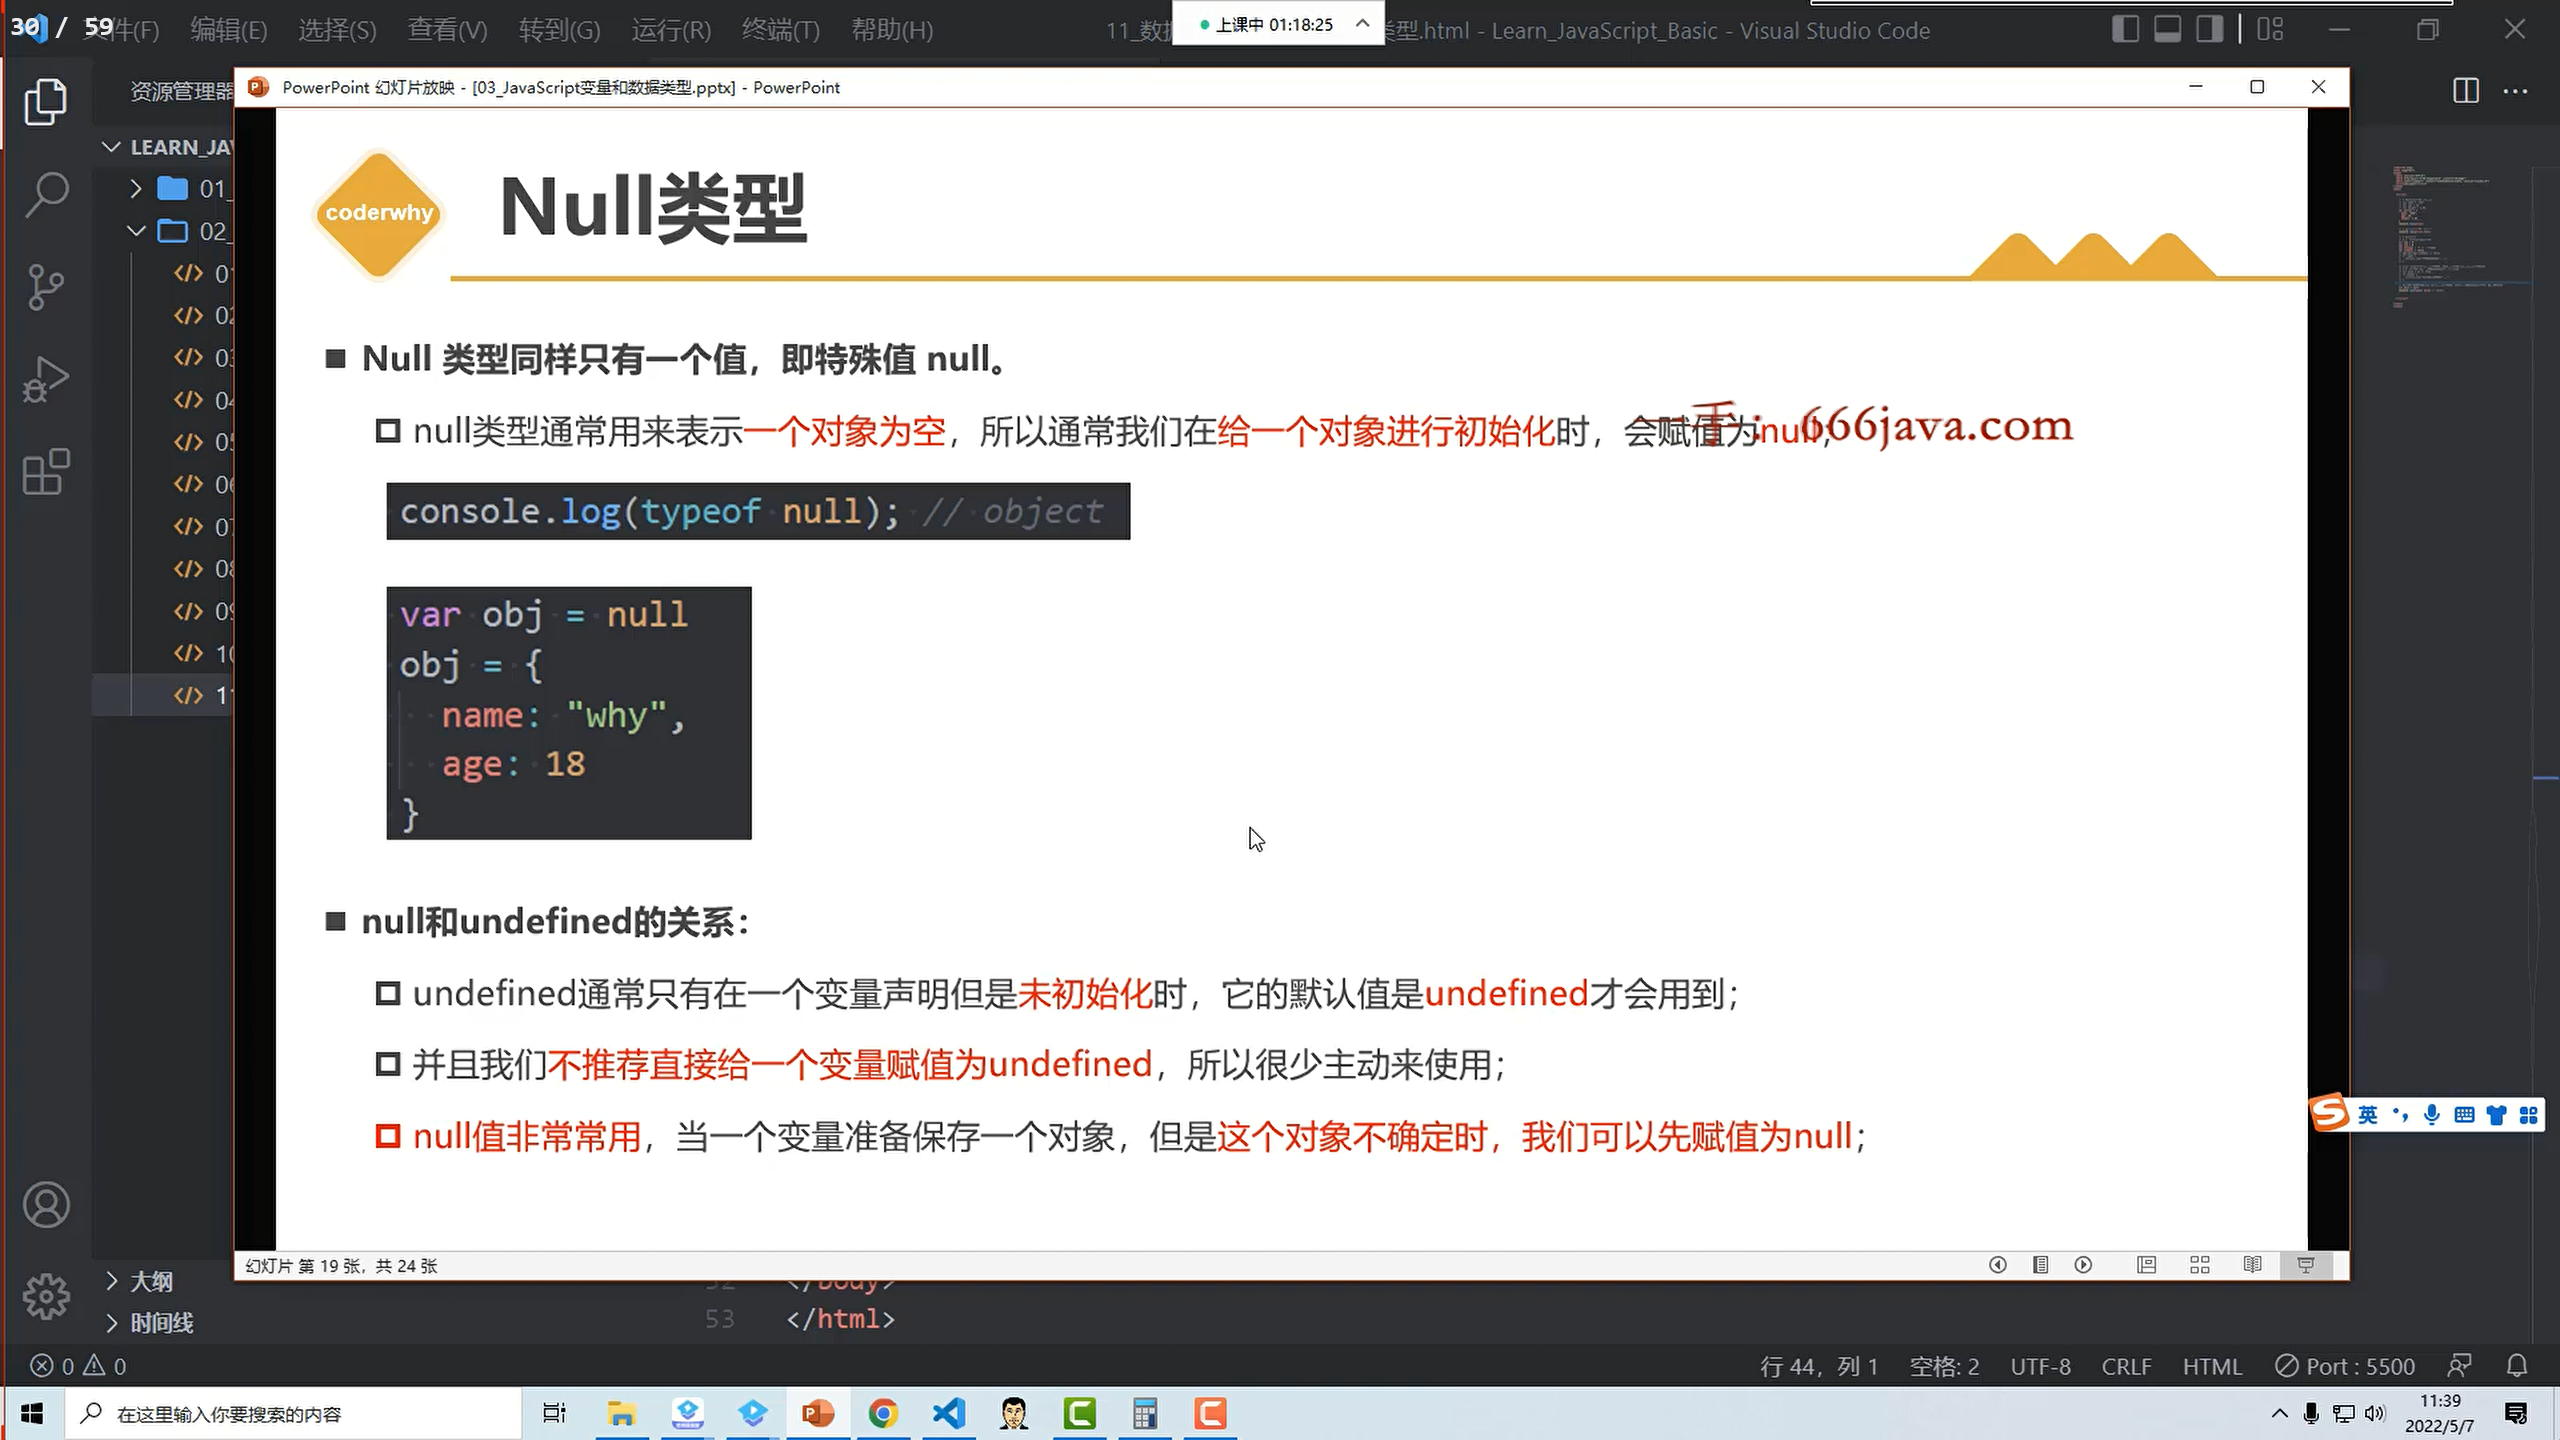 30 / 59
件(F) 编辑(E) 选择(S) 查看(V) 转到(G) 运行(R) 终端(T) 帮助(H)
11_数据
上课中 01:18:25
类型.html - Learn_JavaScript_Basic - Visual Studio Code
资源管理器
PowerPoint 幻灯片放映 - [03_JavaScript变量和数据类型.pptx] - PowerPoint
LEARN_JAV
01_
02_
01
02
03
04
05
06
07
08
09
10
11
coderwhy
Null类型
Null 类型同样只有一个值，即特殊值 null。
null类型通常用来表示一个对象为空，所以通常我们在给一个对象进行初始化时，会赋值为null；
一手：666java.com
console.log(typeof null); // object
var obj = null
obj = {
name: "why",
age: 18
}
null和undefined的关系：
undefined通常只有在一个变量声明但是未初始化时，它的默认值是undefined才会用到；
并且我们不推荐直接给一个变量赋值为undefined，所以很少主动来使用；
null值非常常用，当一个变量准备保存一个对象，但是这个对象不确定时，我们可以先赋值为null；
英
幻灯片 第 19 张，共 24 张
大纲
52 </body>
时间线
53 </html>
0 0
行 44，列 1 空格: 2 UTF-8 CRLF HTML Port : 5500
在这里输入你要搜索的内容
11:39
2022/5/7